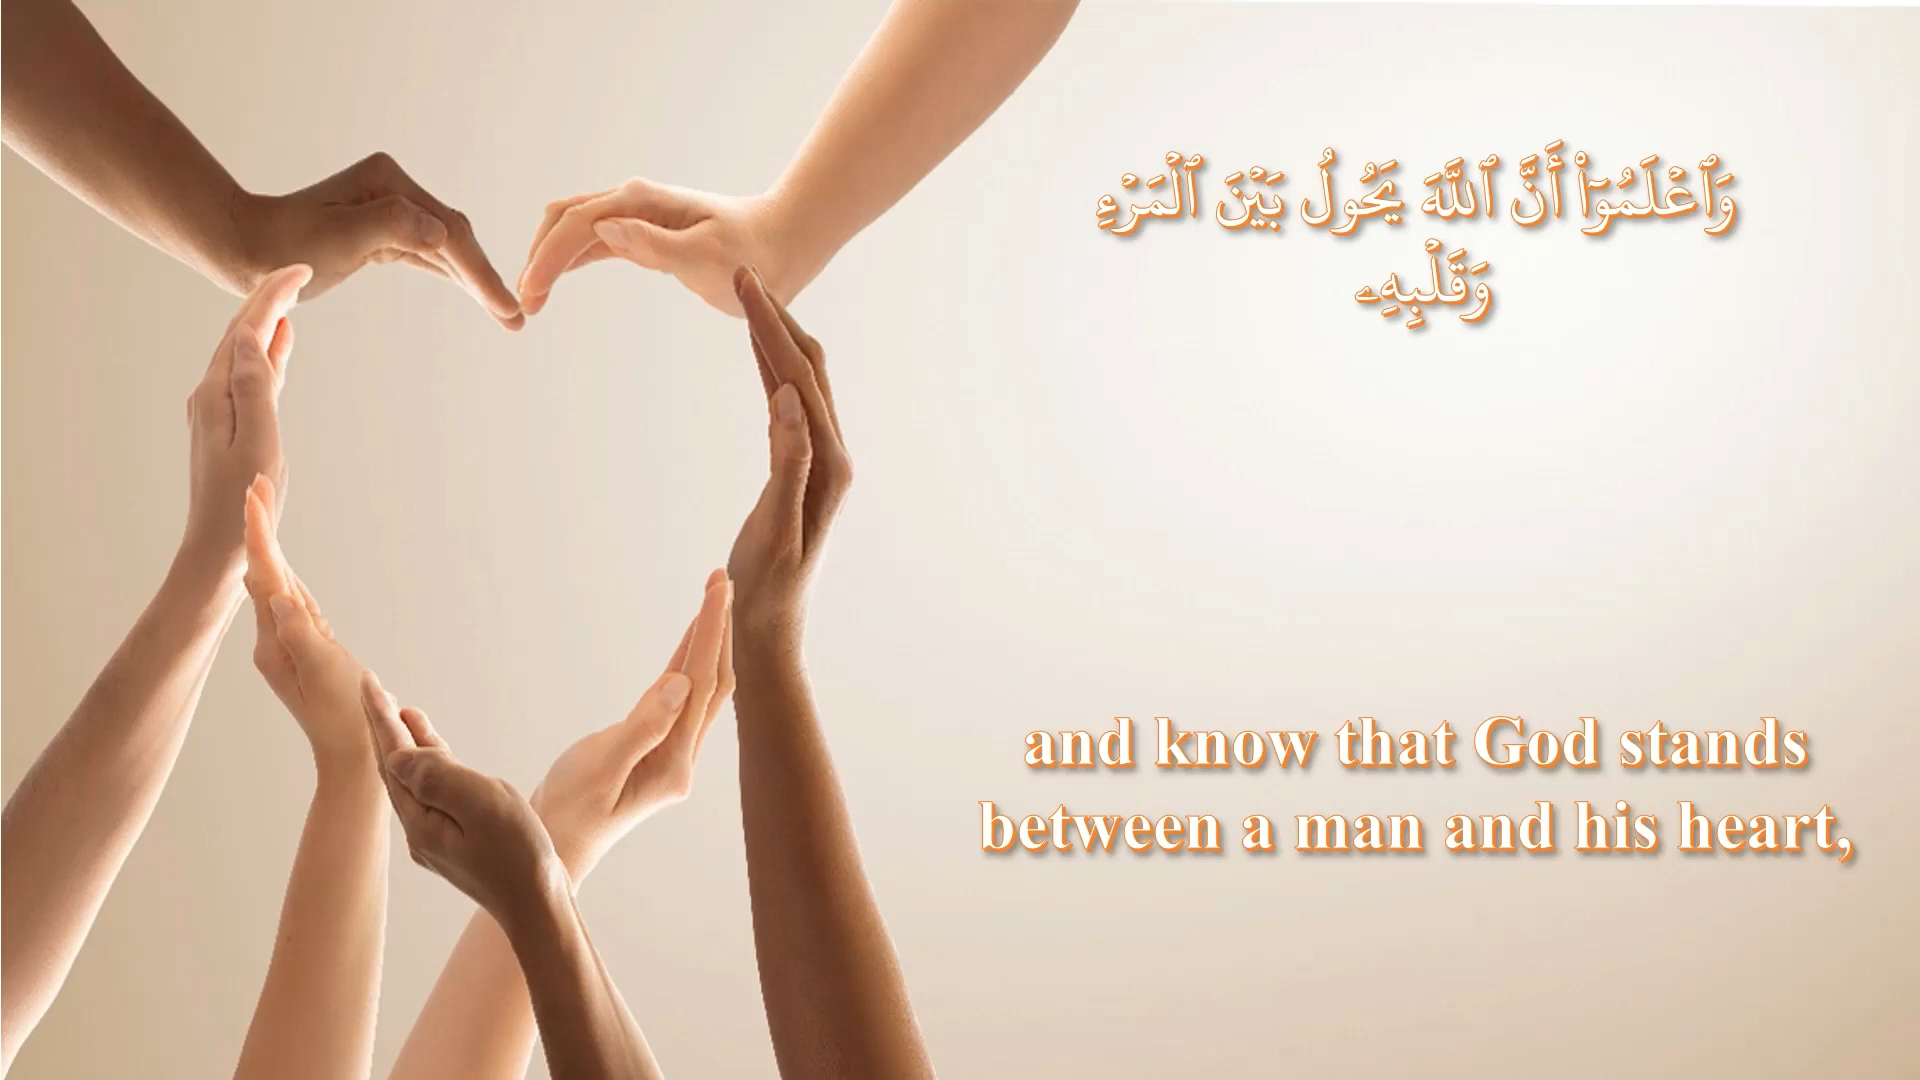 وَٱعْلَمُوٓا۟ أَنَّ ٱللَّهَ يَحُولُ بَيْنَ ٱلْمَرْءِ
وَقَلْبِهِۦ
and know that God stands
between a man and his heart,